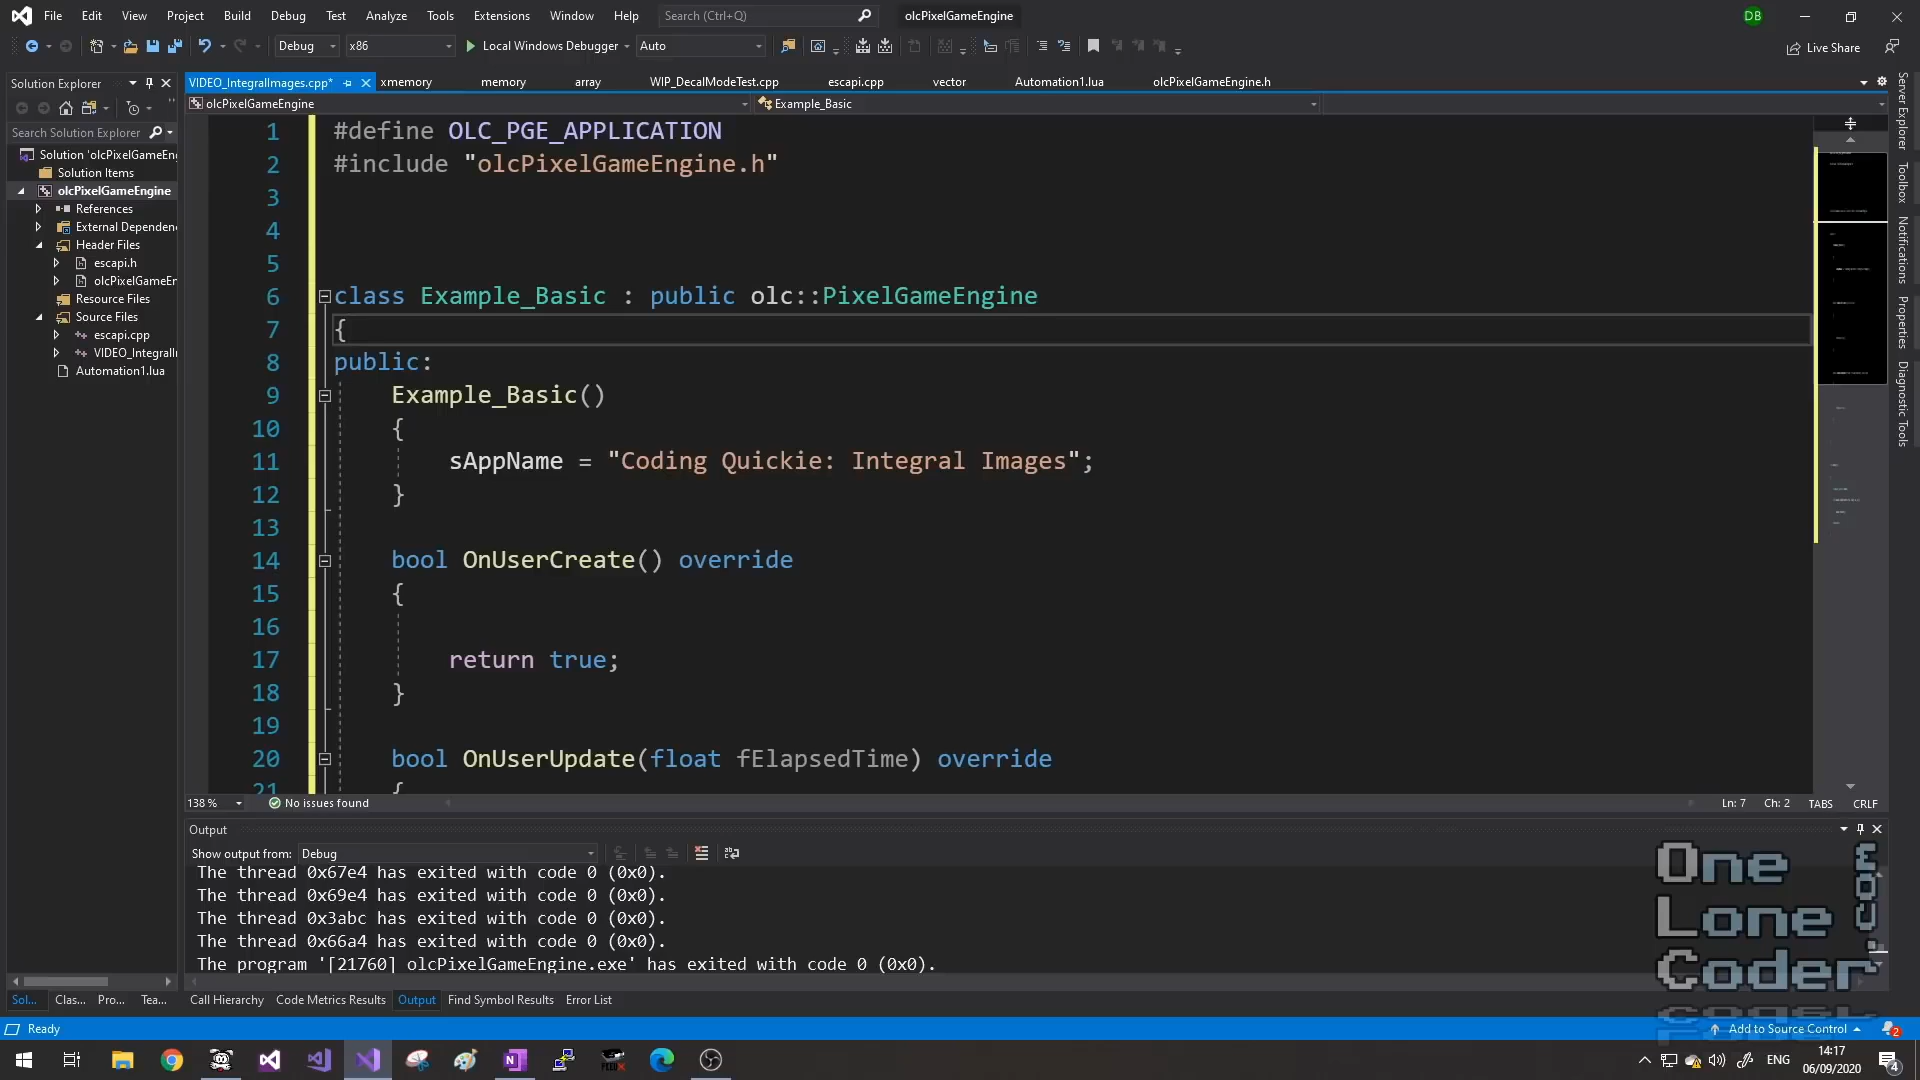 File Edit View Project Build Debug Test Analyze Tools Extensions Window Help Search (Ctrl+Q) olcPixelGameEngine DB
Debug x86 Local Windows Debugger Auto Live Share
Solution Explorer
VIDEO_IntegralImages.cpp* xmemory memory array WIP_DecalModeTest.cpp escapi.cpp vector Automation1.lua olcPixelGameEngine.h
olcPixelGameEngine Example_Basic
Search Solution Explorer
Solution 'olcPixelGameEng
Solution Items
olcPixelGameEngine
References
External Dependen
Header Files
escapi.h
olcPixelGameEn
Resource Files
Source Files
escapi.cpp
VIDEO_IntegralI
Automation1.lua
1 #define OLC_PGE_APPLICATION
2 #include "olcPixelGameEngine.h"
3
4
5
6 class Example_Basic : public olc::PixelGameEngine
7 {
8 public:
9 Example_Basic()
10 {
11 sAppName = "Coding Quickie: Integral Images";
12 }
13
14 bool OnUserCreate() override
15 {
16
17 return true;
18 }
19
20 bool OnUserUpdate(float fElapsedTime) override
21 {
Server Explorer
Toolbox
Notifications
Properties
Diagnostic Tools
138 % No issues found Ln: 7 Ch: 2 TABS CRLF
Output
Show output from: Debug
The thread 0x67e4 has exited with code 0 (0x0).
The thread 0x69e4 has exited with code 0 (0x0).
The thread 0x3abc has exited with code 0 (0x0).
The thread 0x66a4 has exited with code 0 (0x0).
The program '[21760] olcPixelGameEngine.exe' has exited with code 0 (0x0).
One
Lone
Coder
Sol... Clas... Pro... Tea... Call Hierarchy Code Metrics Results Output Find Symbol Results Error List
Ready Add to Source Control 2
ENG 14:17
06/09/2020 4